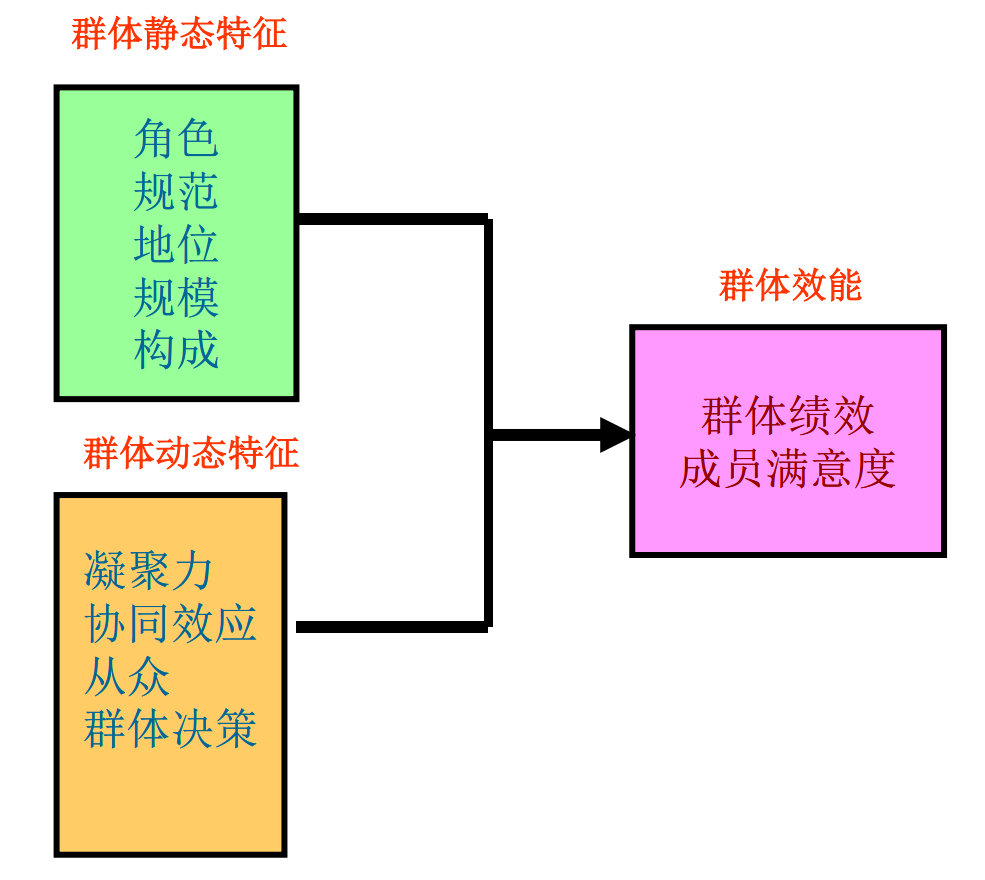 群体静态特征
角色
规范
地位
规模
构成
群体动态特征
凝聚力
协同效应
从众
群体决策
群体效能
群体绩效
成员满意度